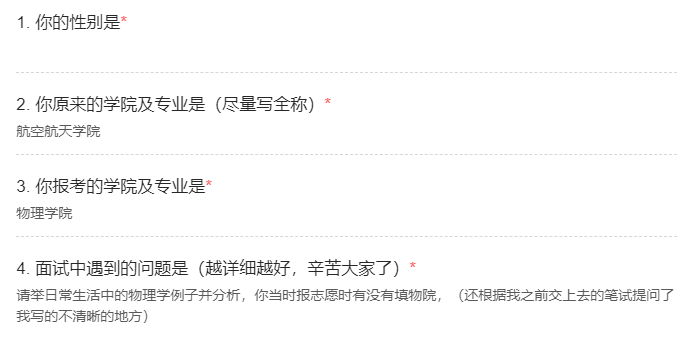 1. 你的性别是*
2. 你原来的学院及专业是（尽量写全称）*
航空航天学院
3. 你报考的学院及专业是*
物理学院
4. 面试中遇到的问题是（越详细越好，辛苦大家了）*
请举日常生活中的物理学例子并分析，你当时报志愿时有没有填物院，（还根据我之前交上去的笔试提问了
我写的不清晰的地方）